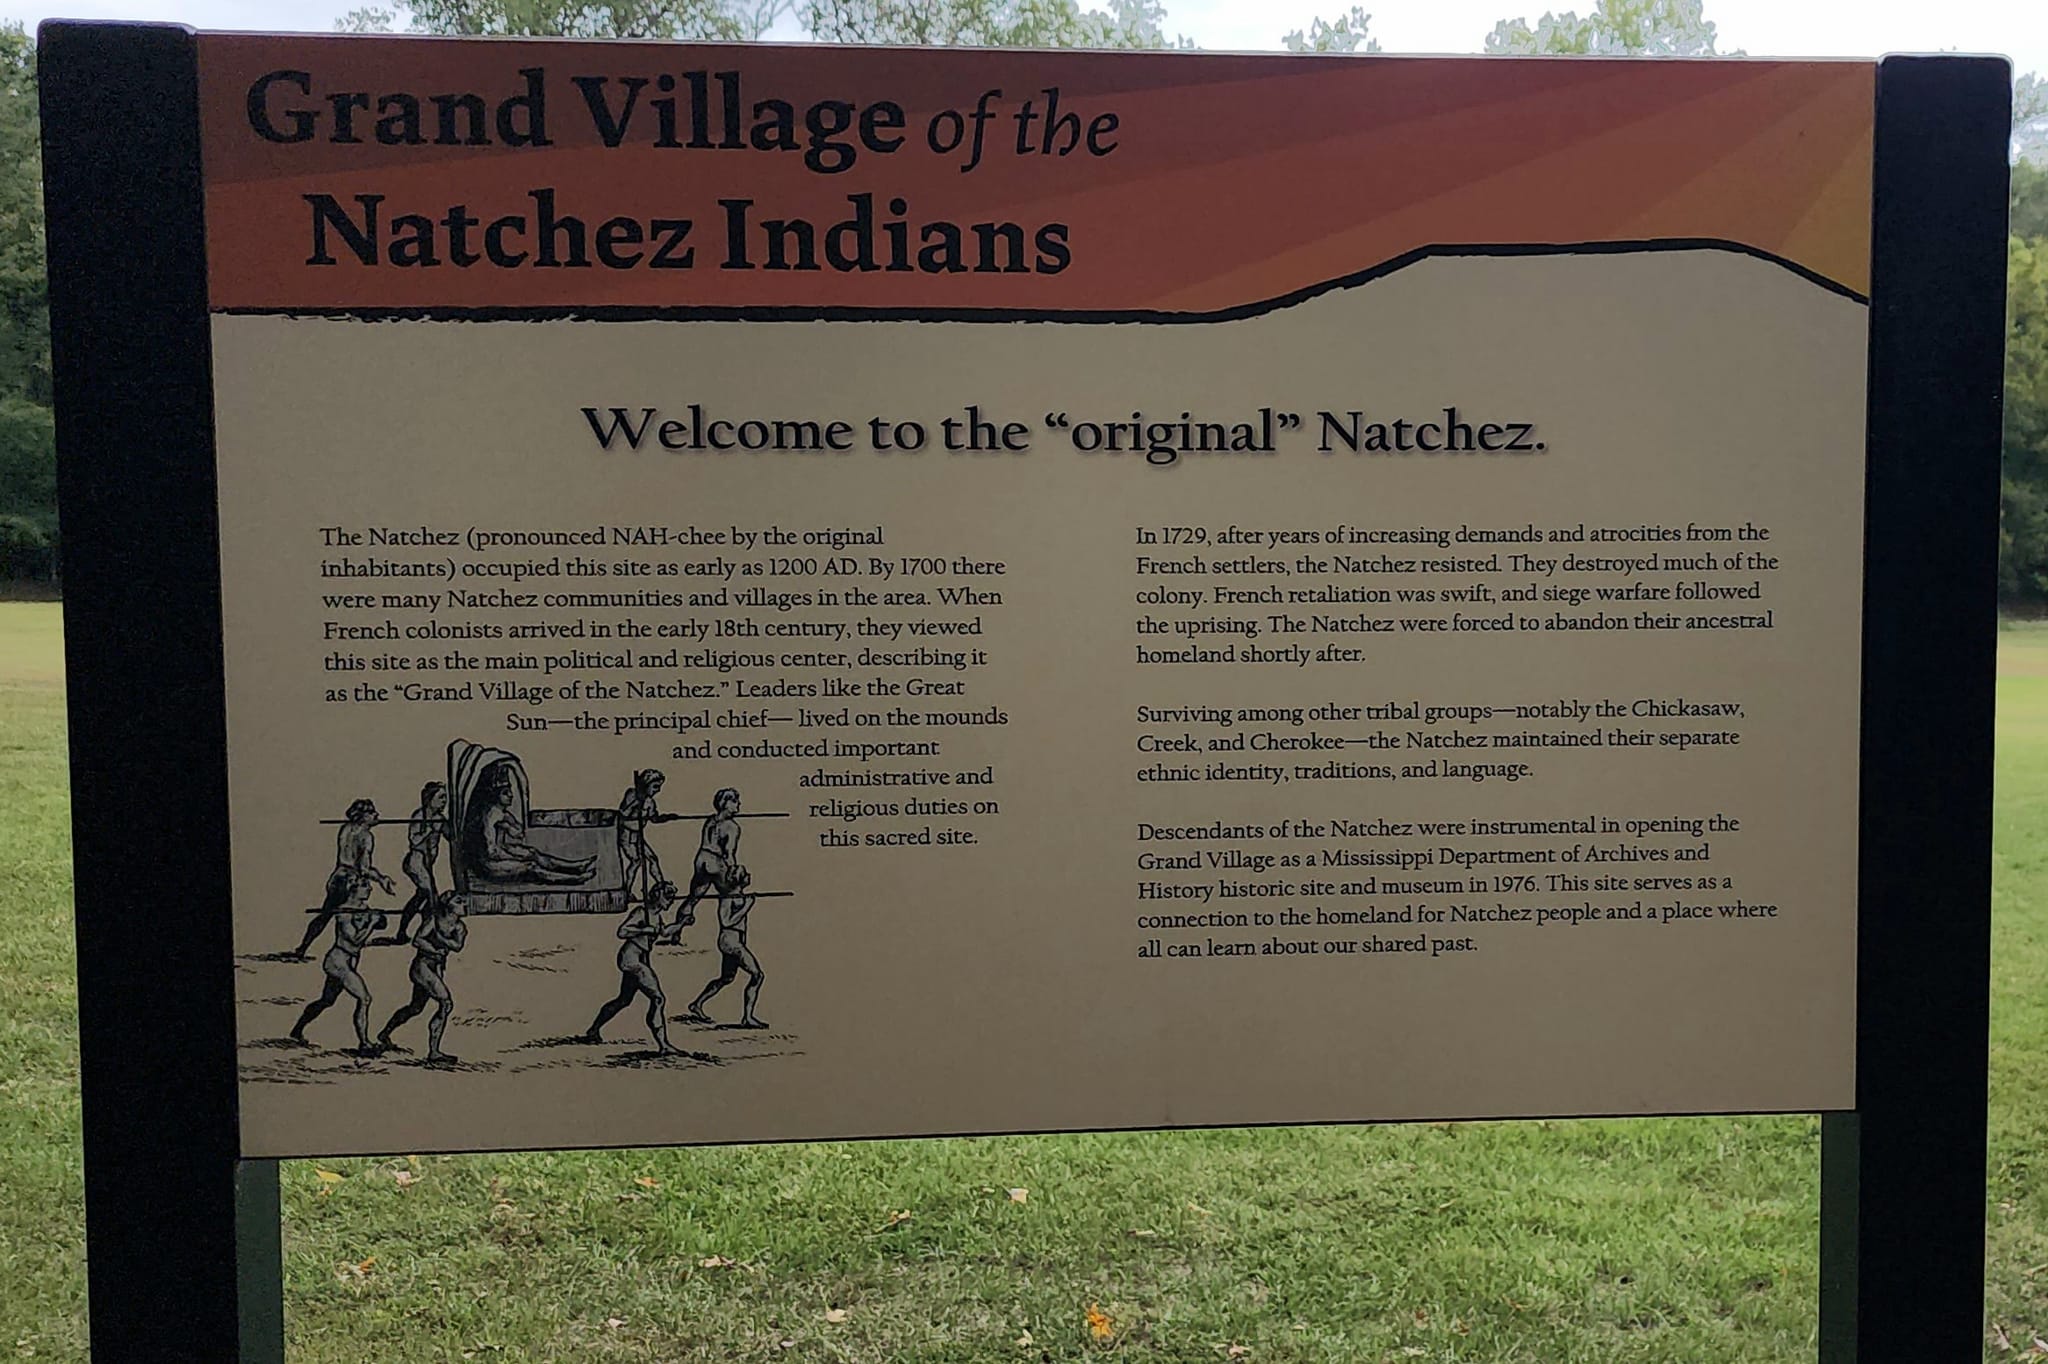 Grand Village of the
Natchez Indians
Welcome to the “original” Natchez.
The Natchez (pronounced NAH-chee by the original
inhabitants) occupied this site as early as 1200 AD. By 1700 there
were many Natchez communities and villages in the area. When
French colonists arrived in the early 18th century, they viewed
this site as the main political and religious center, describing it
as the “Grand Village of the Natchez.” Leaders like the Great
Sun—the principal chief— lived on the mounds
and conducted important
administrative and
religious duties on
this sacred site.
In 1729, after years of increasing demands and atrocities from the
French settlers, the Natchez resisted. They destroyed much of the
colony. French retaliation was swift, and siege warfare followed
the uprising. The Natchez were forced to abandon their ancestral
homeland shortly after.
Surviving among other tribal groups—notably the Chickasaw,
Creek, and Cherokee—the Natchez maintained their separate
ethnic identity, traditions, and language.
Descendants of the Natchez were instrumental in opening the
Grand Village as a Mississippi Department of Archives and
History historic site and museum in 1976. This site serves as a
connection to the homeland for Natchez people and a place where
all can learn about our shared past.